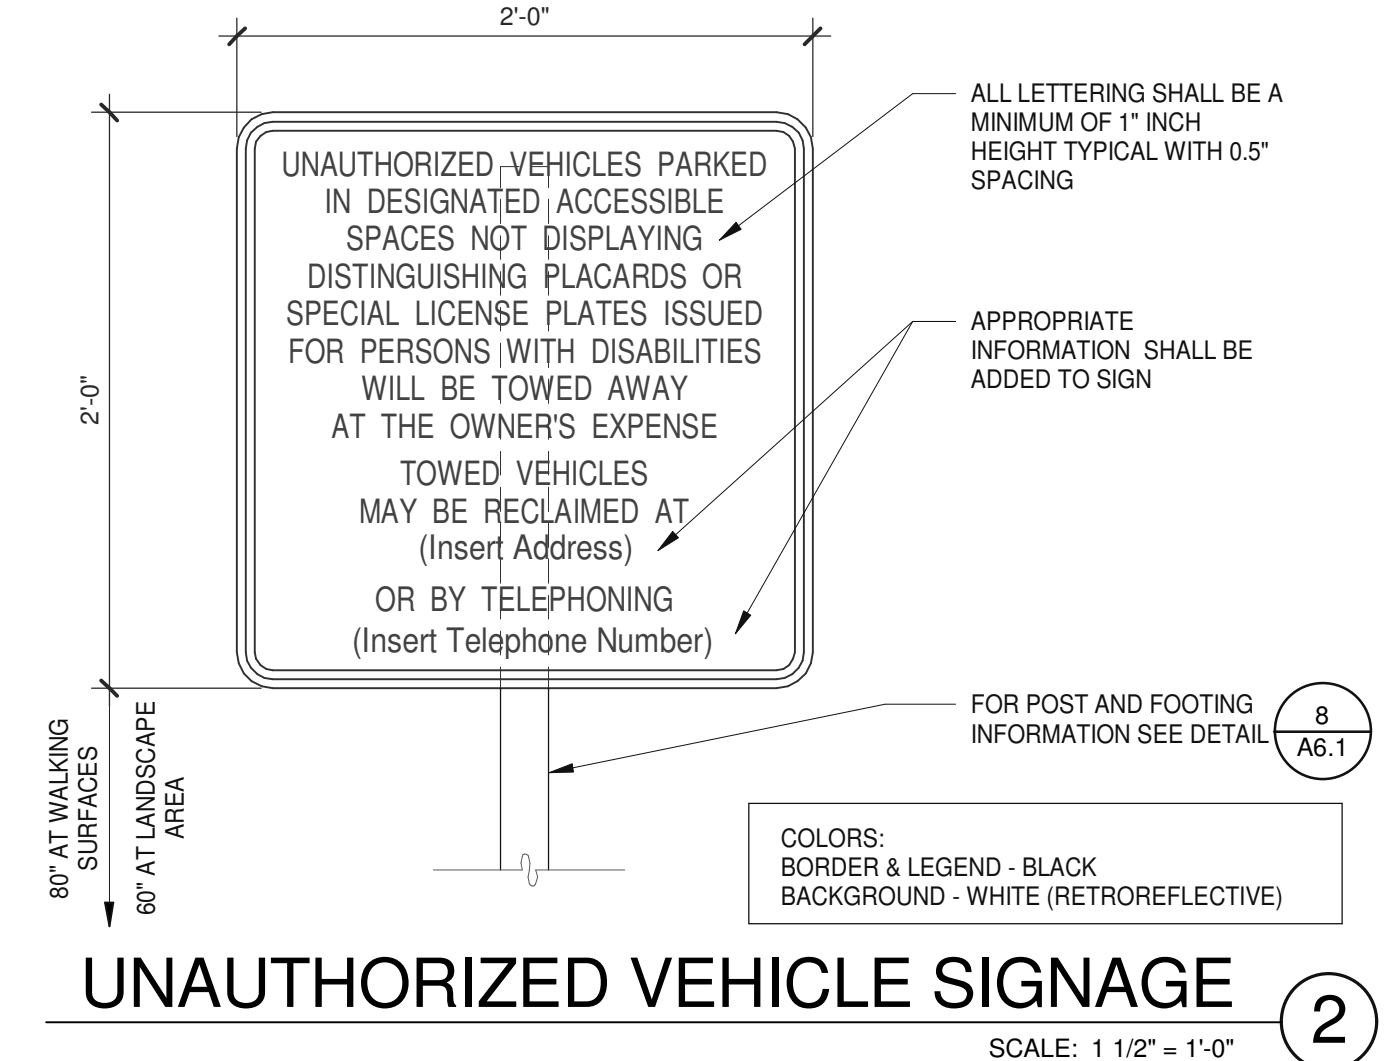 2'-0"
UNAUTHORIZED VEHICLES PARKED
IN DESIGNATED ACCESSIBLE
SPACES NOT DISPLAYING
DISTINGUISHING PLACARDS OR
SPECIAL LICENSE PLATES ISSUED
FOR PERSONS WITH DISABILITIES
WILL BE TOWED AWAY
AT THE OWNER'S EXPENSE
TOWED VEHICLES
MAY BE RECLAIMED AT
(Insert Address)
OR BY TELEPHONING
(Insert Telephone Number)
2'-0"
80" AT WALKING
SURFACES
60" AT LANDSCAPE
AREA
ALL LETTERING SHALL BE A
MINIMUM OF 1" INCH
HEIGHT TYPICAL WITH 0.5"
SPACING
APPROPRIATE
INFORMATION SHALL BE
ADDED TO SIGN
FOR POST AND FOOTING
INFORMATION SEE DETAIL
8
A6.1
COLORS:
BORDER & LEGEND - BLACK
BACKGROUND - WHITE (RETROREFLECTIVE)
UNAUTHORIZED VEHICLE SIGNAGE
2
SCALE: 1 1/2" = 1'-0"